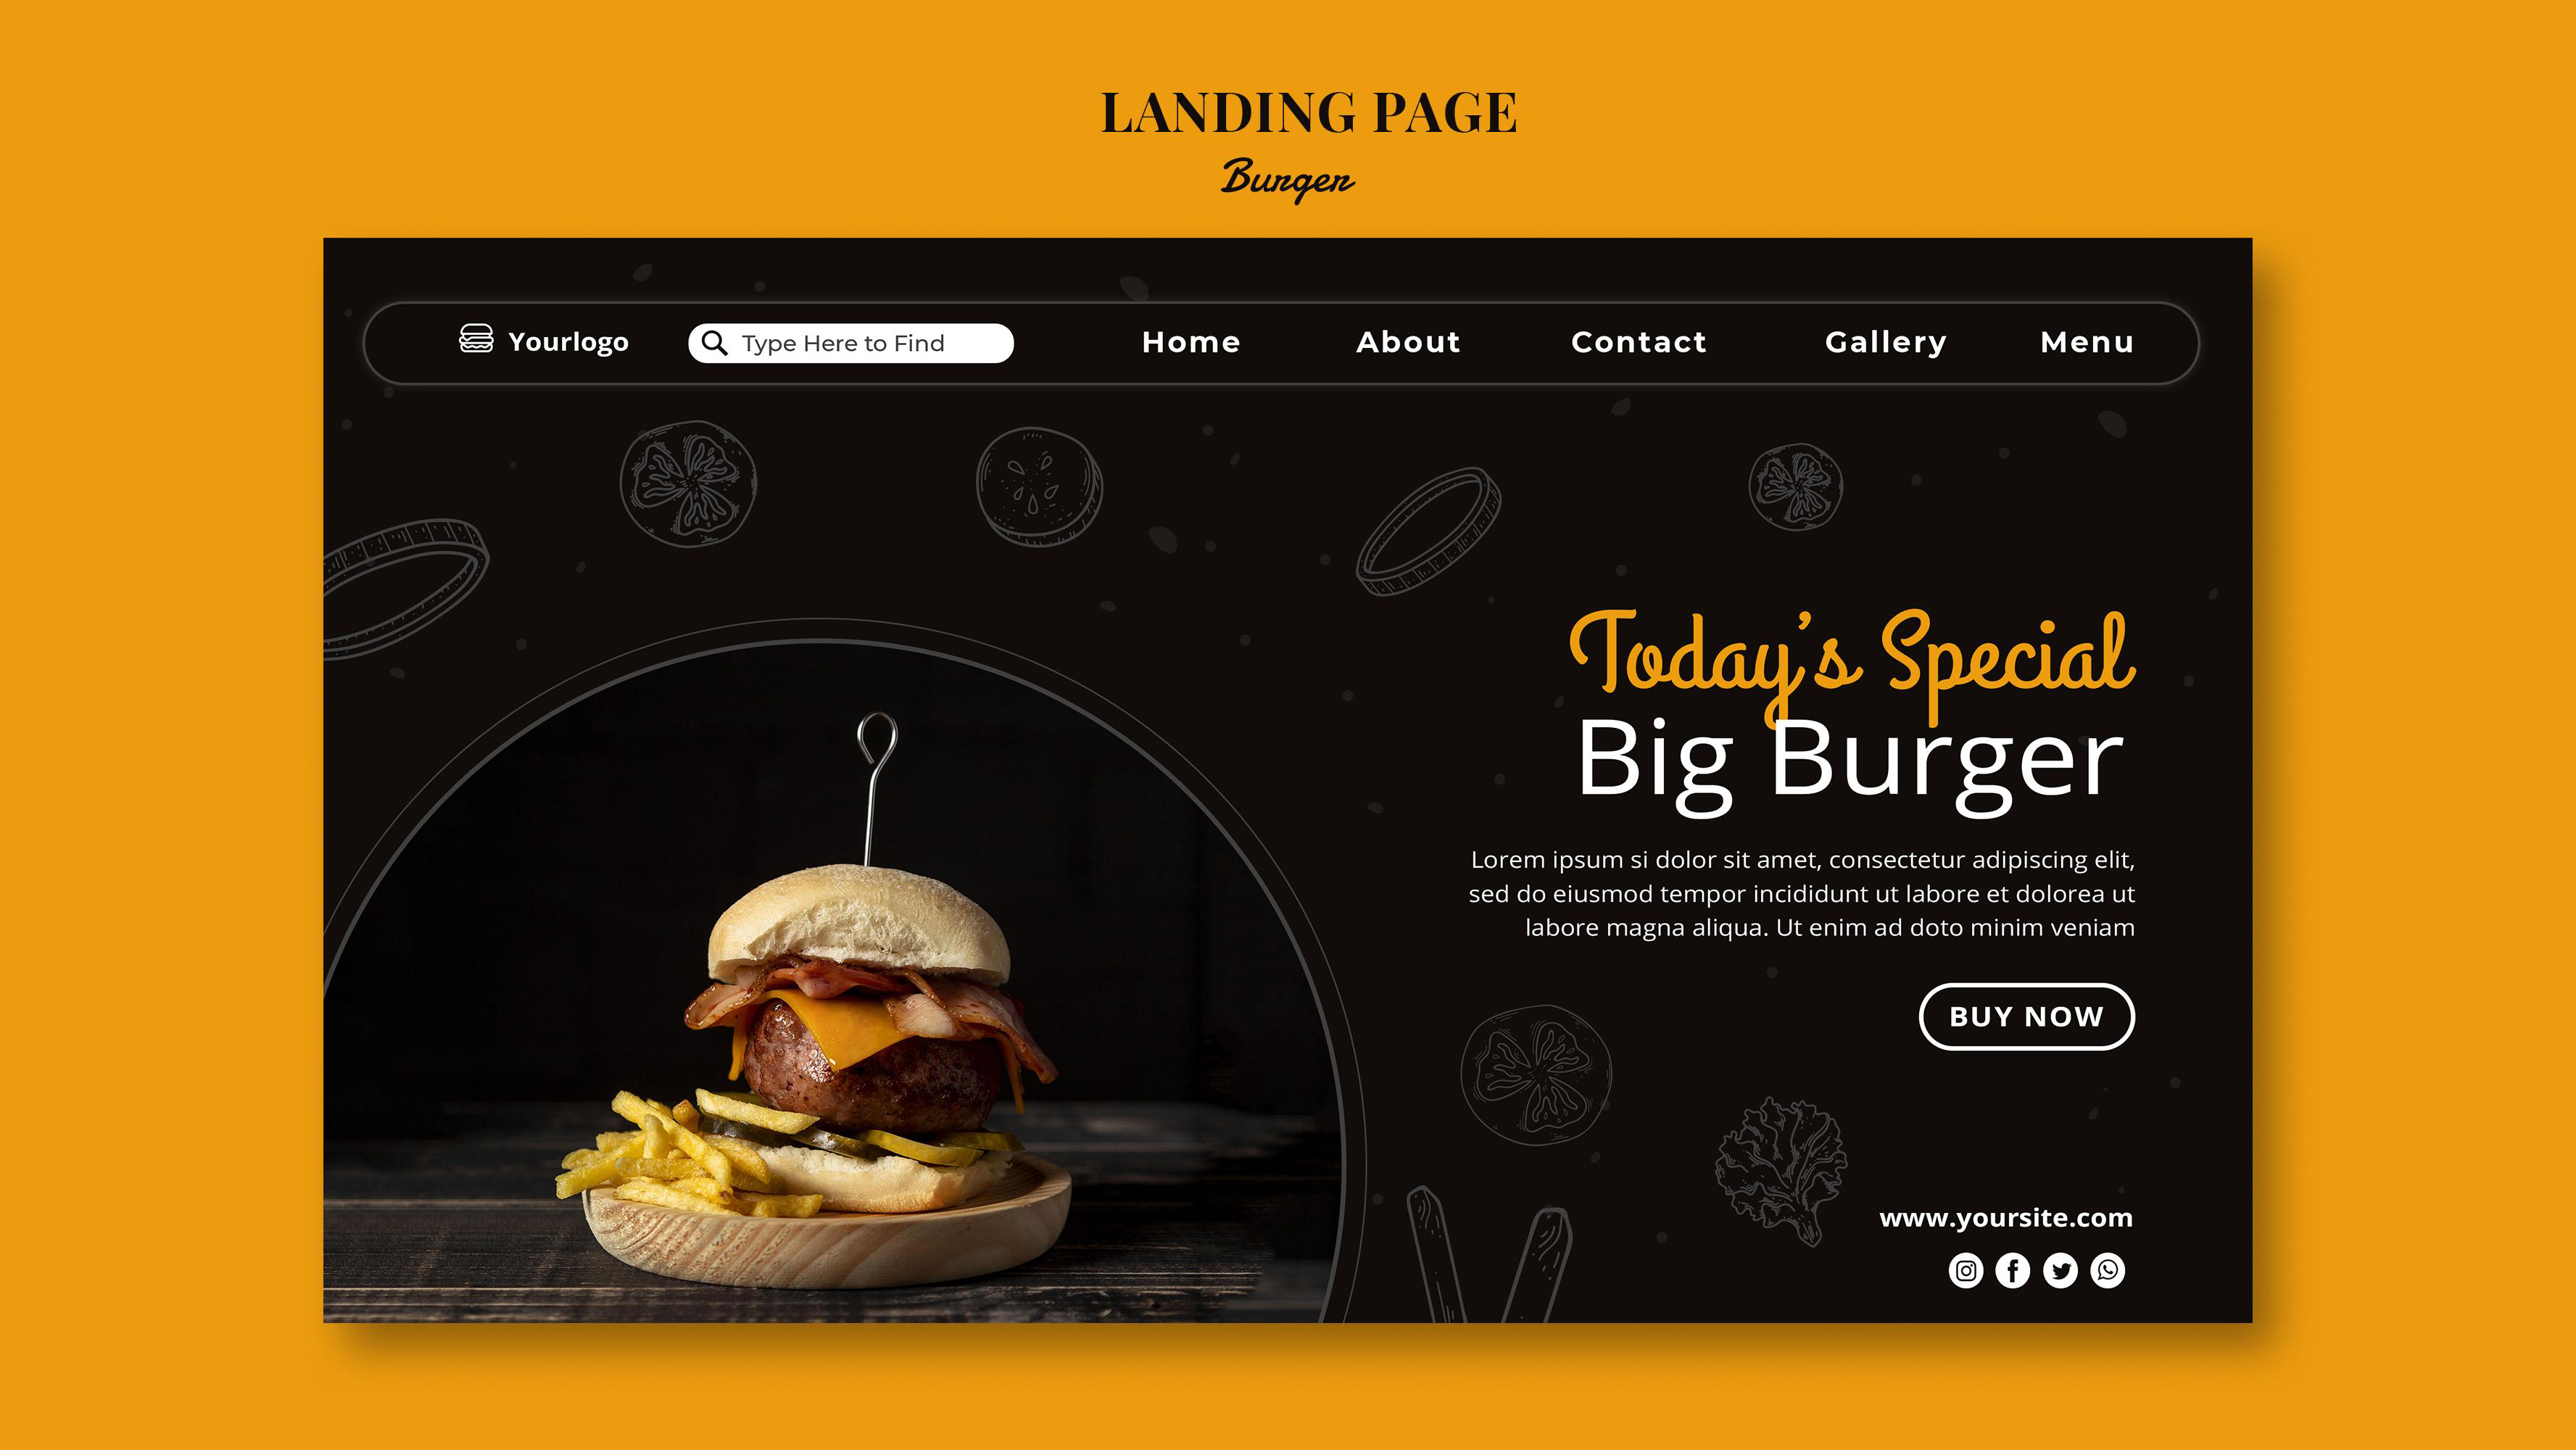 LANDING PAGE
Burger
Yourlogo
Type Here to Find
Home
About
Contact
Gallery
Menu
Today's Special
Big Burger
Lorem ipsum si dolor sit amet, consectetur adipiscing elit,
sed do eiusmod tempor incididunt ut labore et dolorea ut
labore magna aliqua. Ut enim ad doto minim veniam
BUY NOW
www.yoursite.com